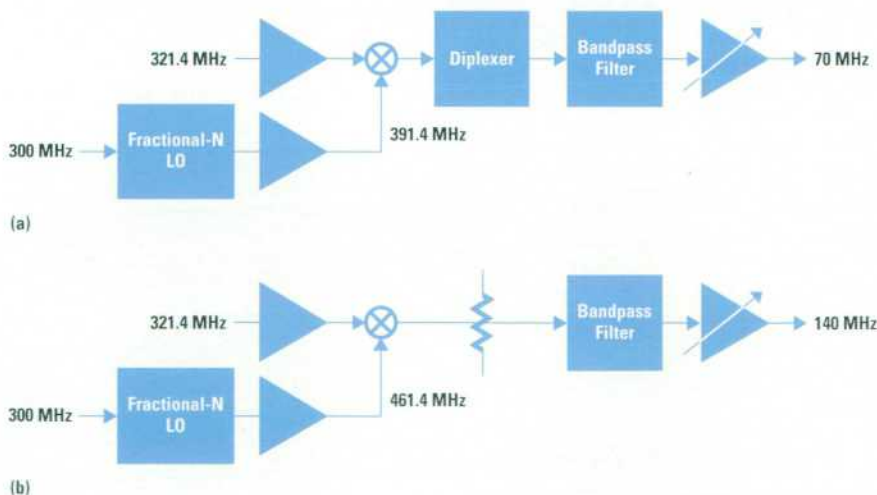 321.4 MHz
Diplexer
Bandpass
Filter
70 MHz
300 MHz
Fractional-N
LO
391.4 MHz
(a)
321.4 MHz
Bandpass
Filter
140 MHz
300 MHz
Fractional-N
LO
461.4 MHz
(b)